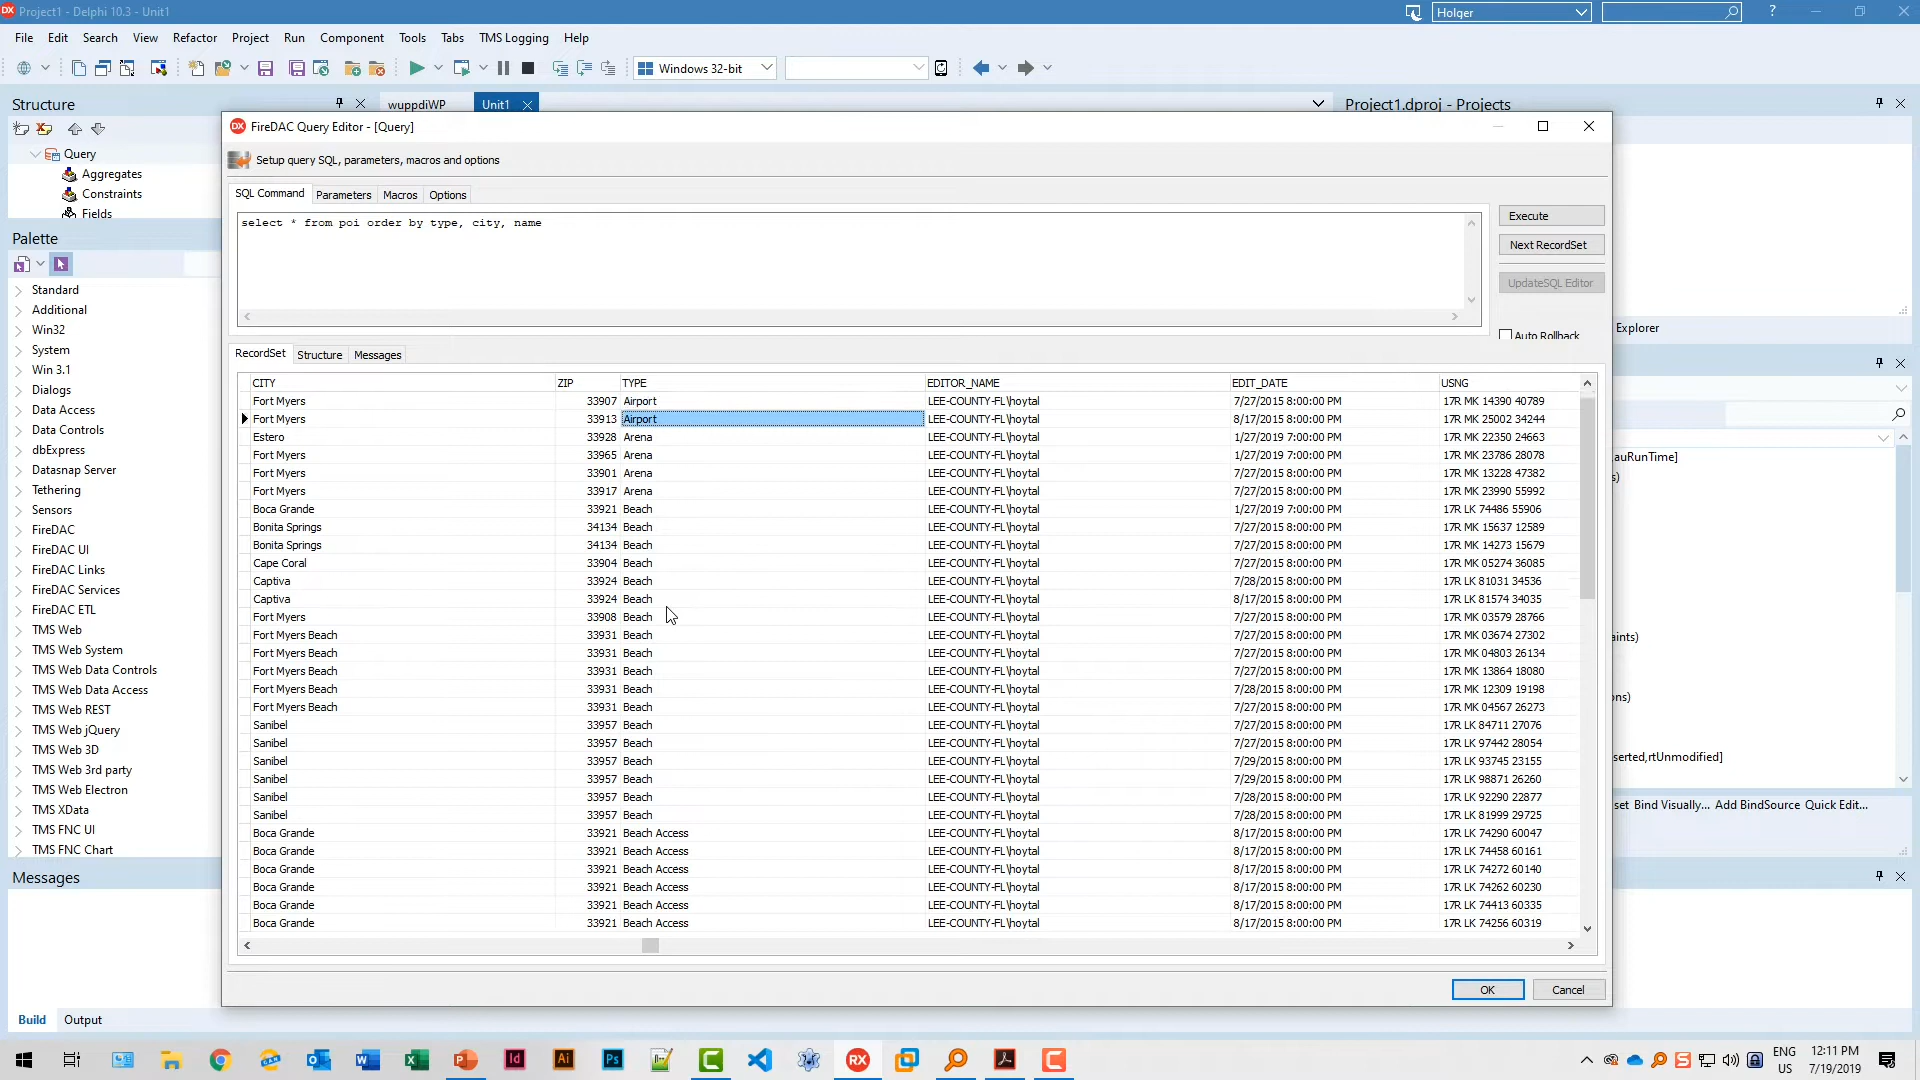 DX Project1 - Delphi 10.3 - Unit1
Holger
?
File Edit Search View Refactor Project Run Component Tools Tabs TMS Logging Help
Windows 32-bit
Structure
wuppdiWP Unit1
Project1.dproj - Projects
Query
Aggregates
Constraints
Fields
Palette
Standard
Additional
Win32
System
Win 3.1
Dialogs
Data Access
Data Controls
dbExpress
Datasnap Server
Tethering
Sensors
FireDAC
FireDAC UI
FireDAC Links
FireDAC Services
FireDAC ETL
TMS Web
TMS Web System
TMS Web Data Controls
TMS Web Data Access
TMS Web REST
TMS Web jQuery
TMS Web 3D
TMS Web 3rd party
TMS Web Electron
TMS XData
TMS FNC UI
TMS FNC Chart
Messages
Build Output
DX FireDAC Query Editor - [Query]
Setup query SQL, parameters, macros and options
SQL Command Parameters Macros Options
select * from poi order by type, city, name
Execute
Next RecordSet
UpdateSQL Editor
Auto Rollback
RecordSet Structure Messages
CITY ZIP TYPE EDITOR_NAME EDIT_DATE USNG
Fort Myers 33907 Airport LEE-COUNTY-FL\hoytal 7/27/2015 8:00:00 PM 17R MK 14390 40789
Fort Myers 33913 Airport LEE-COUNTY-FL\hoytal 8/17/2015 8:00:00 PM 17R MK 25002 34244
Estero 33928 Arena LEE-COUNTY-FL\hoytal 1/27/2019 7:00:00 PM 17R MK 22350 24663
Fort Myers 33965 Arena LEE-COUNTY-FL\hoytal 1/27/2019 7:00:00 PM 17R MK 23786 28078
Fort Myers 33901 Arena LEE-COUNTY-FL\hoytal 7/27/2015 8:00:00 PM 17R MK 13228 47382
Fort Myers 33917 Arena LEE-COUNTY-FL\hoytal 7/27/2015 8:00:00 PM 17R MK 23990 55992
Boca Grande 33921 Beach LEE-COUNTY-FL\hoytal 1/27/2019 7:00:00 PM 17R LK 74486 55906
Bonita Springs 34134 Beach LEE-COUNTY-FL\hoytal 7/27/2015 8:00:00 PM 17R MK 15637 12589
Bonita Springs 34134 Beach LEE-COUNTY-FL\hoytal 7/27/2015 8:00:00 PM 17R MK 14273 15679
Cape Coral 33904 Beach LEE-COUNTY-FL\hoytal 7/27/2015 8:00:00 PM 17R MK 05274 36085
Captiva 33924 Beach LEE-COUNTY-FL\hoytal 7/28/2015 8:00:00 PM 17R LK 81031 34536
Captiva 33924 Beach LEE-COUNTY-FL\hoytal 8/17/2015 8:00:00 PM 17R LK 81574 34035
Fort Myers 33908 Beach LEE-COUNTY-FL\hoytal 7/27/2015 8:00:00 PM 17R MK 03579 28766
Fort Myers Beach 33931 Beach LEE-COUNTY-FL\hoytal 7/27/2015 8:00:00 PM 17R MK 03674 27302
Fort Myers Beach 33931 Beach LEE-COUNTY-FL\hoytal 7/27/2015 8:00:00 PM 17R MK 04803 26134
Fort Myers Beach 33931 Beach LEE-COUNTY-FL\hoytal 7/27/2015 8:00:00 PM 17R MK 13864 18080
Fort Myers Beach 33931 Beach LEE-COUNTY-FL\hoytal 7/28/2015 8:00:00 PM 17R MK 12309 19198
Fort Myers Beach 33931 Beach LEE-COUNTY-FL\hoytal 7/27/2015 8:00:00 PM 17R MK 04567 26273
Sanibel 33957 Beach LEE-COUNTY-FL\hoytal 7/27/2015 8:00:00 PM 17R LK 84711 27076
Sanibel 33957 Beach LEE-COUNTY-FL\hoytal 7/27/2015 8:00:00 PM 17R LK 97442 28054
Sanibel 33957 Beach LEE-COUNTY-FL\hoytal 7/29/2015 8:00:00 PM 17R LK 93745 23155
Sanibel 33957 Beach LEE-COUNTY-FL\hoytal 7/29/2015 8:00:00 PM 17R LK 98871 26260
Sanibel 33957 Beach LEE-COUNTY-FL\hoytal 7/28/2015 8:00:00 PM 17R LK 92290 22877
Sanibel 33957 Beach LEE-COUNTY-FL\hoytal 7/28/2015 8:00:00 PM 17R LK 81999 29725
Boca Grande 33921 Beach Access LEE-COUNTY-FL\hoytal 8/17/2015 8:00:00 PM 17R LK 74290 60047
Boca Grande 33921 Beach Access LEE-COUNTY-FL\hoytal 8/17/2015 8:00:00 PM 17R LK 74458 60161
Boca Grande 33921 Beach Access LEE-COUNTY-FL\hoytal 8/17/2015 8:00:00 PM 17R LK 74272 60140
Boca Grande 33921 Beach Access LEE-COUNTY-FL\hoytal 8/17/2015 8:00:00 PM 17R LK 74262 60230
Boca Grande 33921 Beach Access LEE-COUNTY-FL\hoytal 8/17/2015 8:00:00 PM 17R LK 74413 60335
Boca Grande 33921 Beach Access LEE-COUNTY-FL\hoytal 8/17/2015 8:00:00 PM 17R LK 74256 60319
OK Cancel
Explorer
auRunTime]
s)
aints)
ons)
serted,rtUnmodified]
set Bind Visually... Add BindSource Quick Edit...
Id Ai Ps RX
ENG
US
12:11 PM
7/19/2019